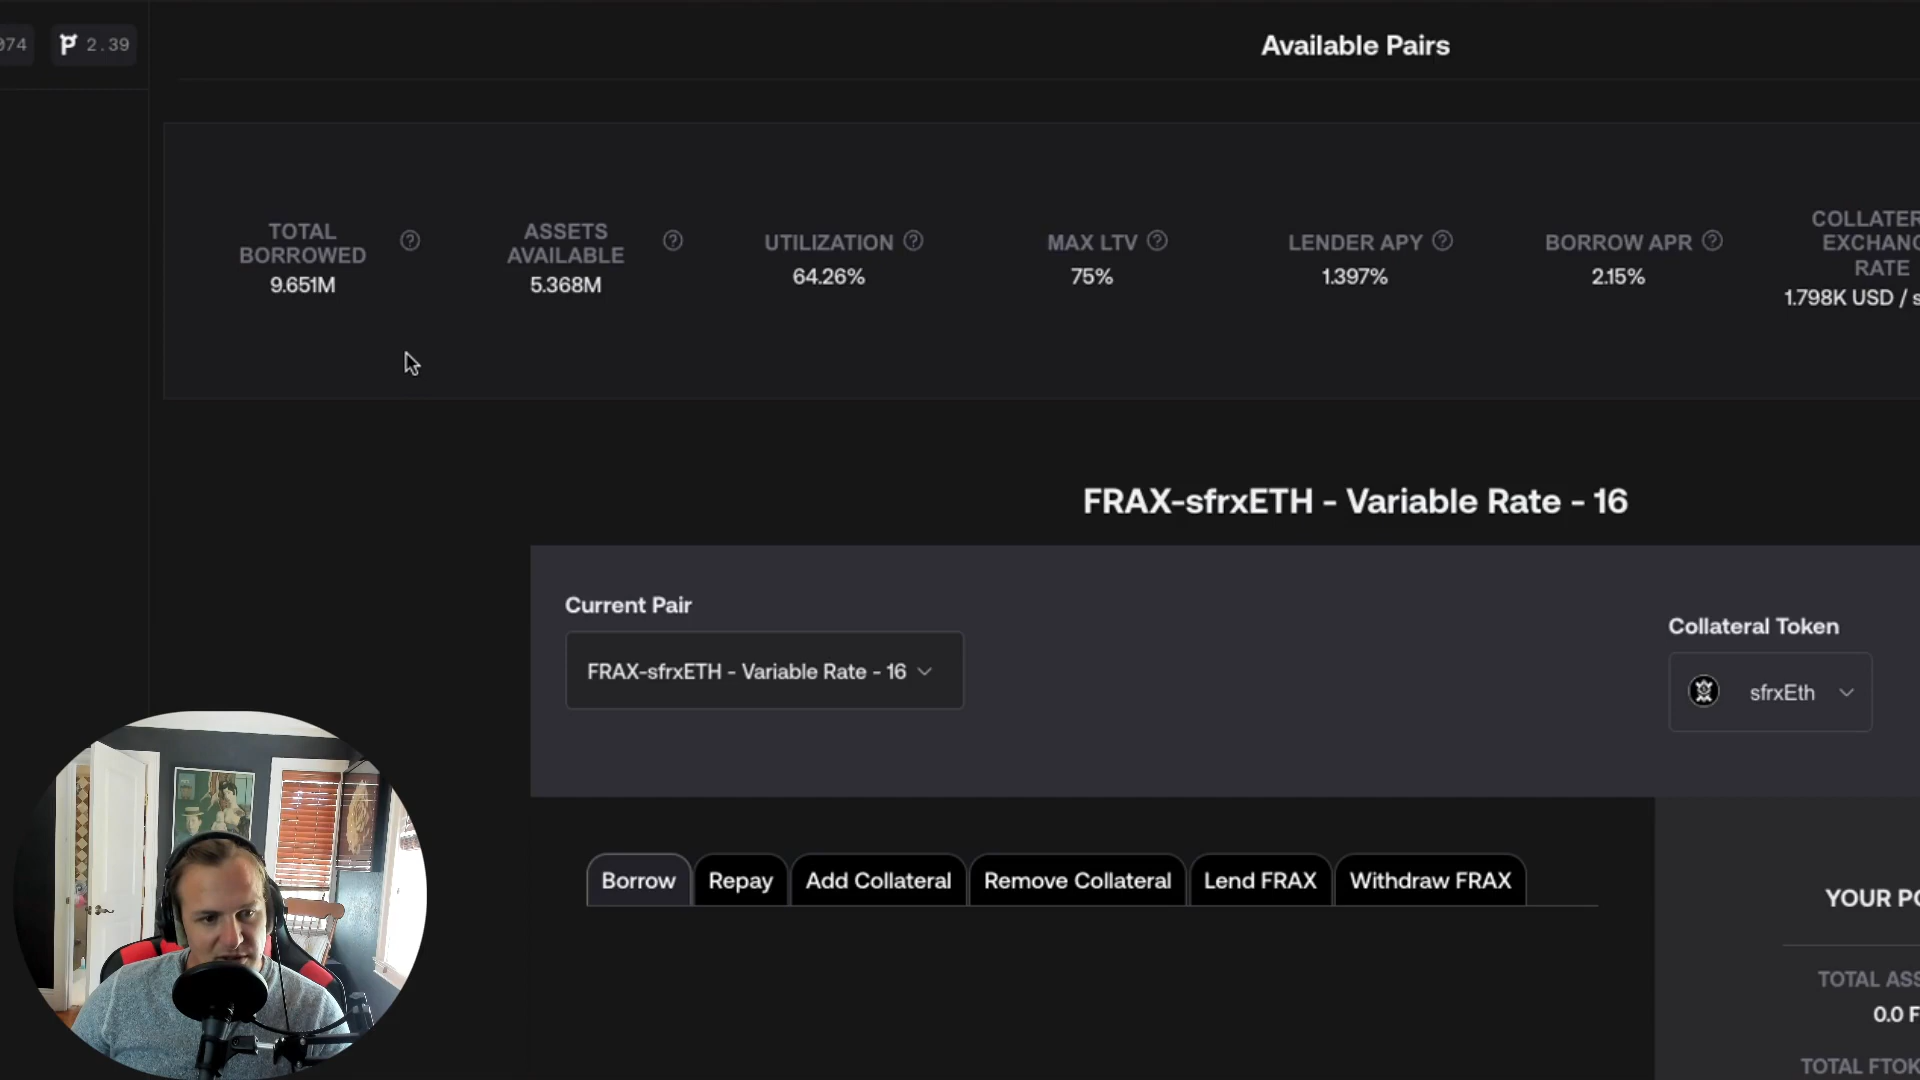 074
2.39
Available Pairs
TOTAL
BORROWED
9.651M
ASSETS
AVAILABLE
5.368M
UTILIZATION
64.26%
MAX LTV
75%
LENDER APY
1.397%
BORROW APR
2.15%
COLLATER
EXCHANG
RATE
1.798K USD / s
FRAX-sfrxETH - Variable Rate - 16
Current Pair
FRAX-sfrxETH - Variable Rate - 16
Collateral Token
sfrxEth
Borrow
Repay
Add Collateral
Remove Collateral
Lend FRAX
Withdraw FRAX
YOUR PO
TOTAL ASS
0.0 F
TOTAL FTOK